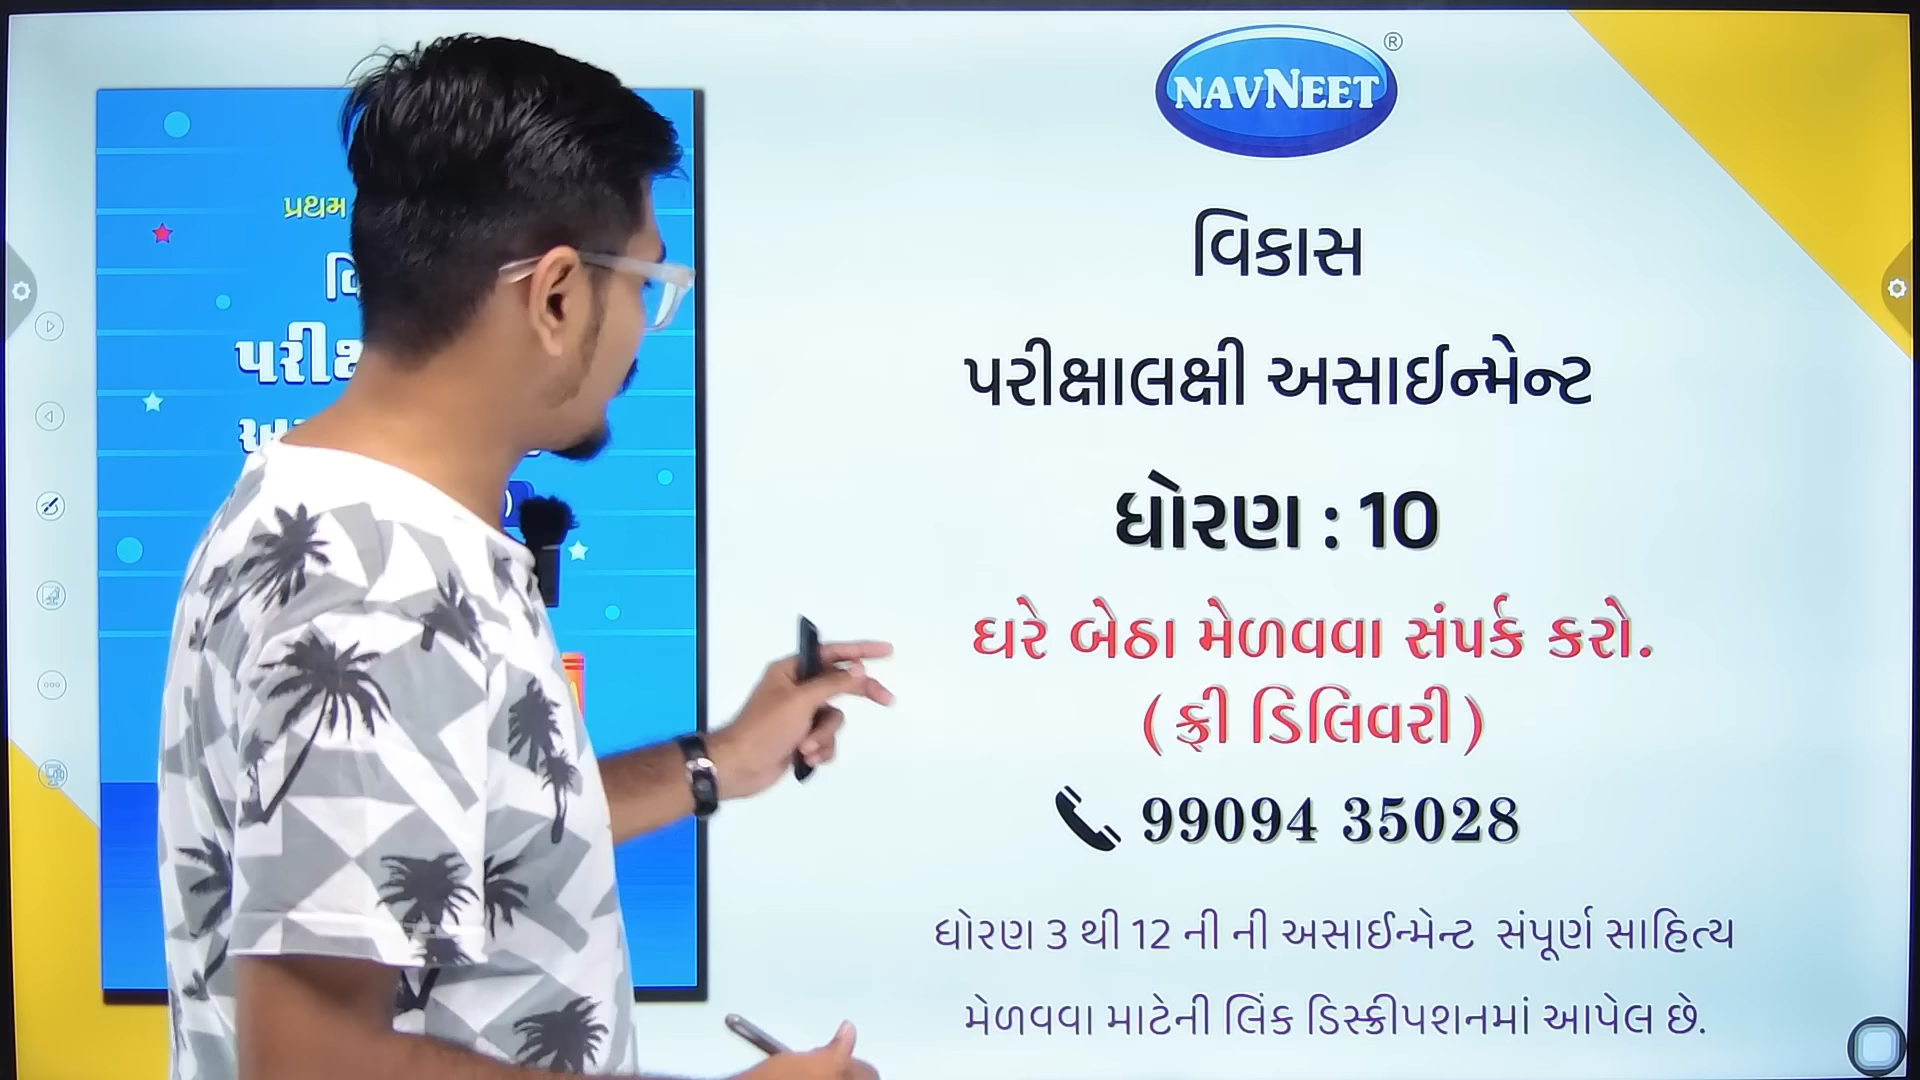 NAVNEET ®
વિકાસ
પરીક્ષાલક્ષી અસાઈન્મેન્ટ
ધોરણ : 10
ઘરે બેઠા મેળવવા સંપર્ક કરો.
( ફ્રી ડિલિવરી )
99094 35028
ધોરણ 3 થી 12 ની ની અસાઈન્મેન્ટ સંપૂર્ણ સાહિત્ય
મેળવવા માટેની લિંક ડિસ્ક્રીપશનમાં આપેલ છે.
પ્રથમ